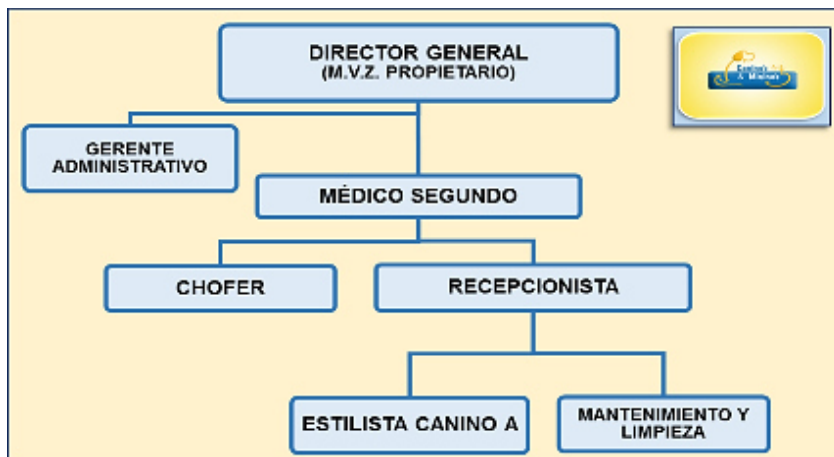 DIRECTOR GENERAL
(M.V.Z. PROPIETARIO)
GERENTE
ADMINISTRATIVO
MÉDICO SEGUNDO
CHOFER
RECEPCIONISTA
ESTILISTA CANINO A
MANTENIMIENTO Y
LIMPIEZA